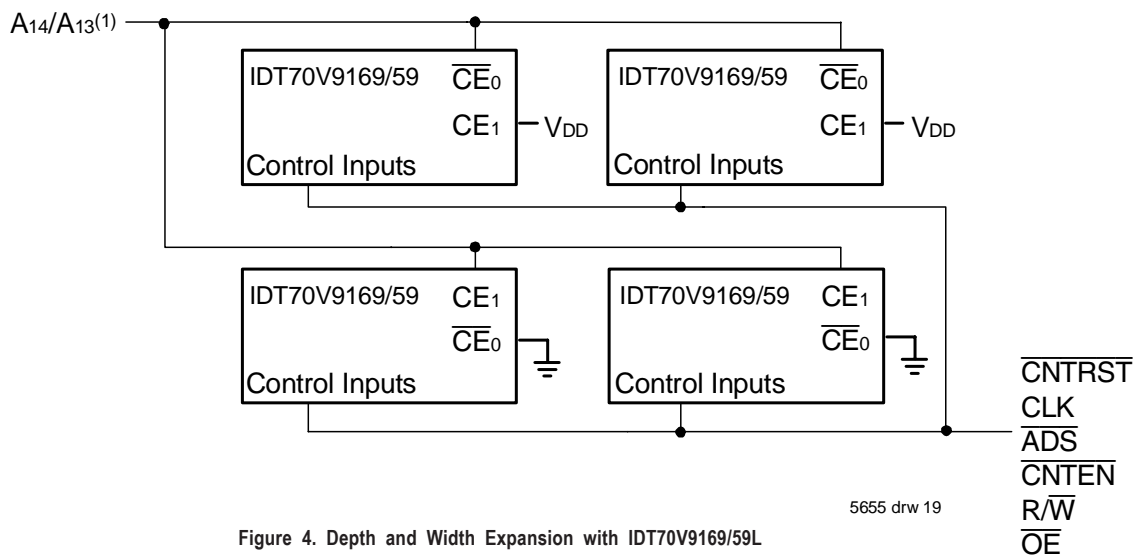 A14/A13(1)
IDT70V9169/59
CE0
CE1
VDD
Control Inputs
IDT70V9169/59
CE0
CE1
VDD
Control Inputs
IDT70V9169/59
CE1
CE0
Control Inputs
IDT70V9169/59
CE1
CE0
Control Inputs
CNTRST
CLK
ADS
CNTEN
R/W
OE
5655 drw 19
Figure 4. Depth and Width Expansion with IDT70V9169/59L